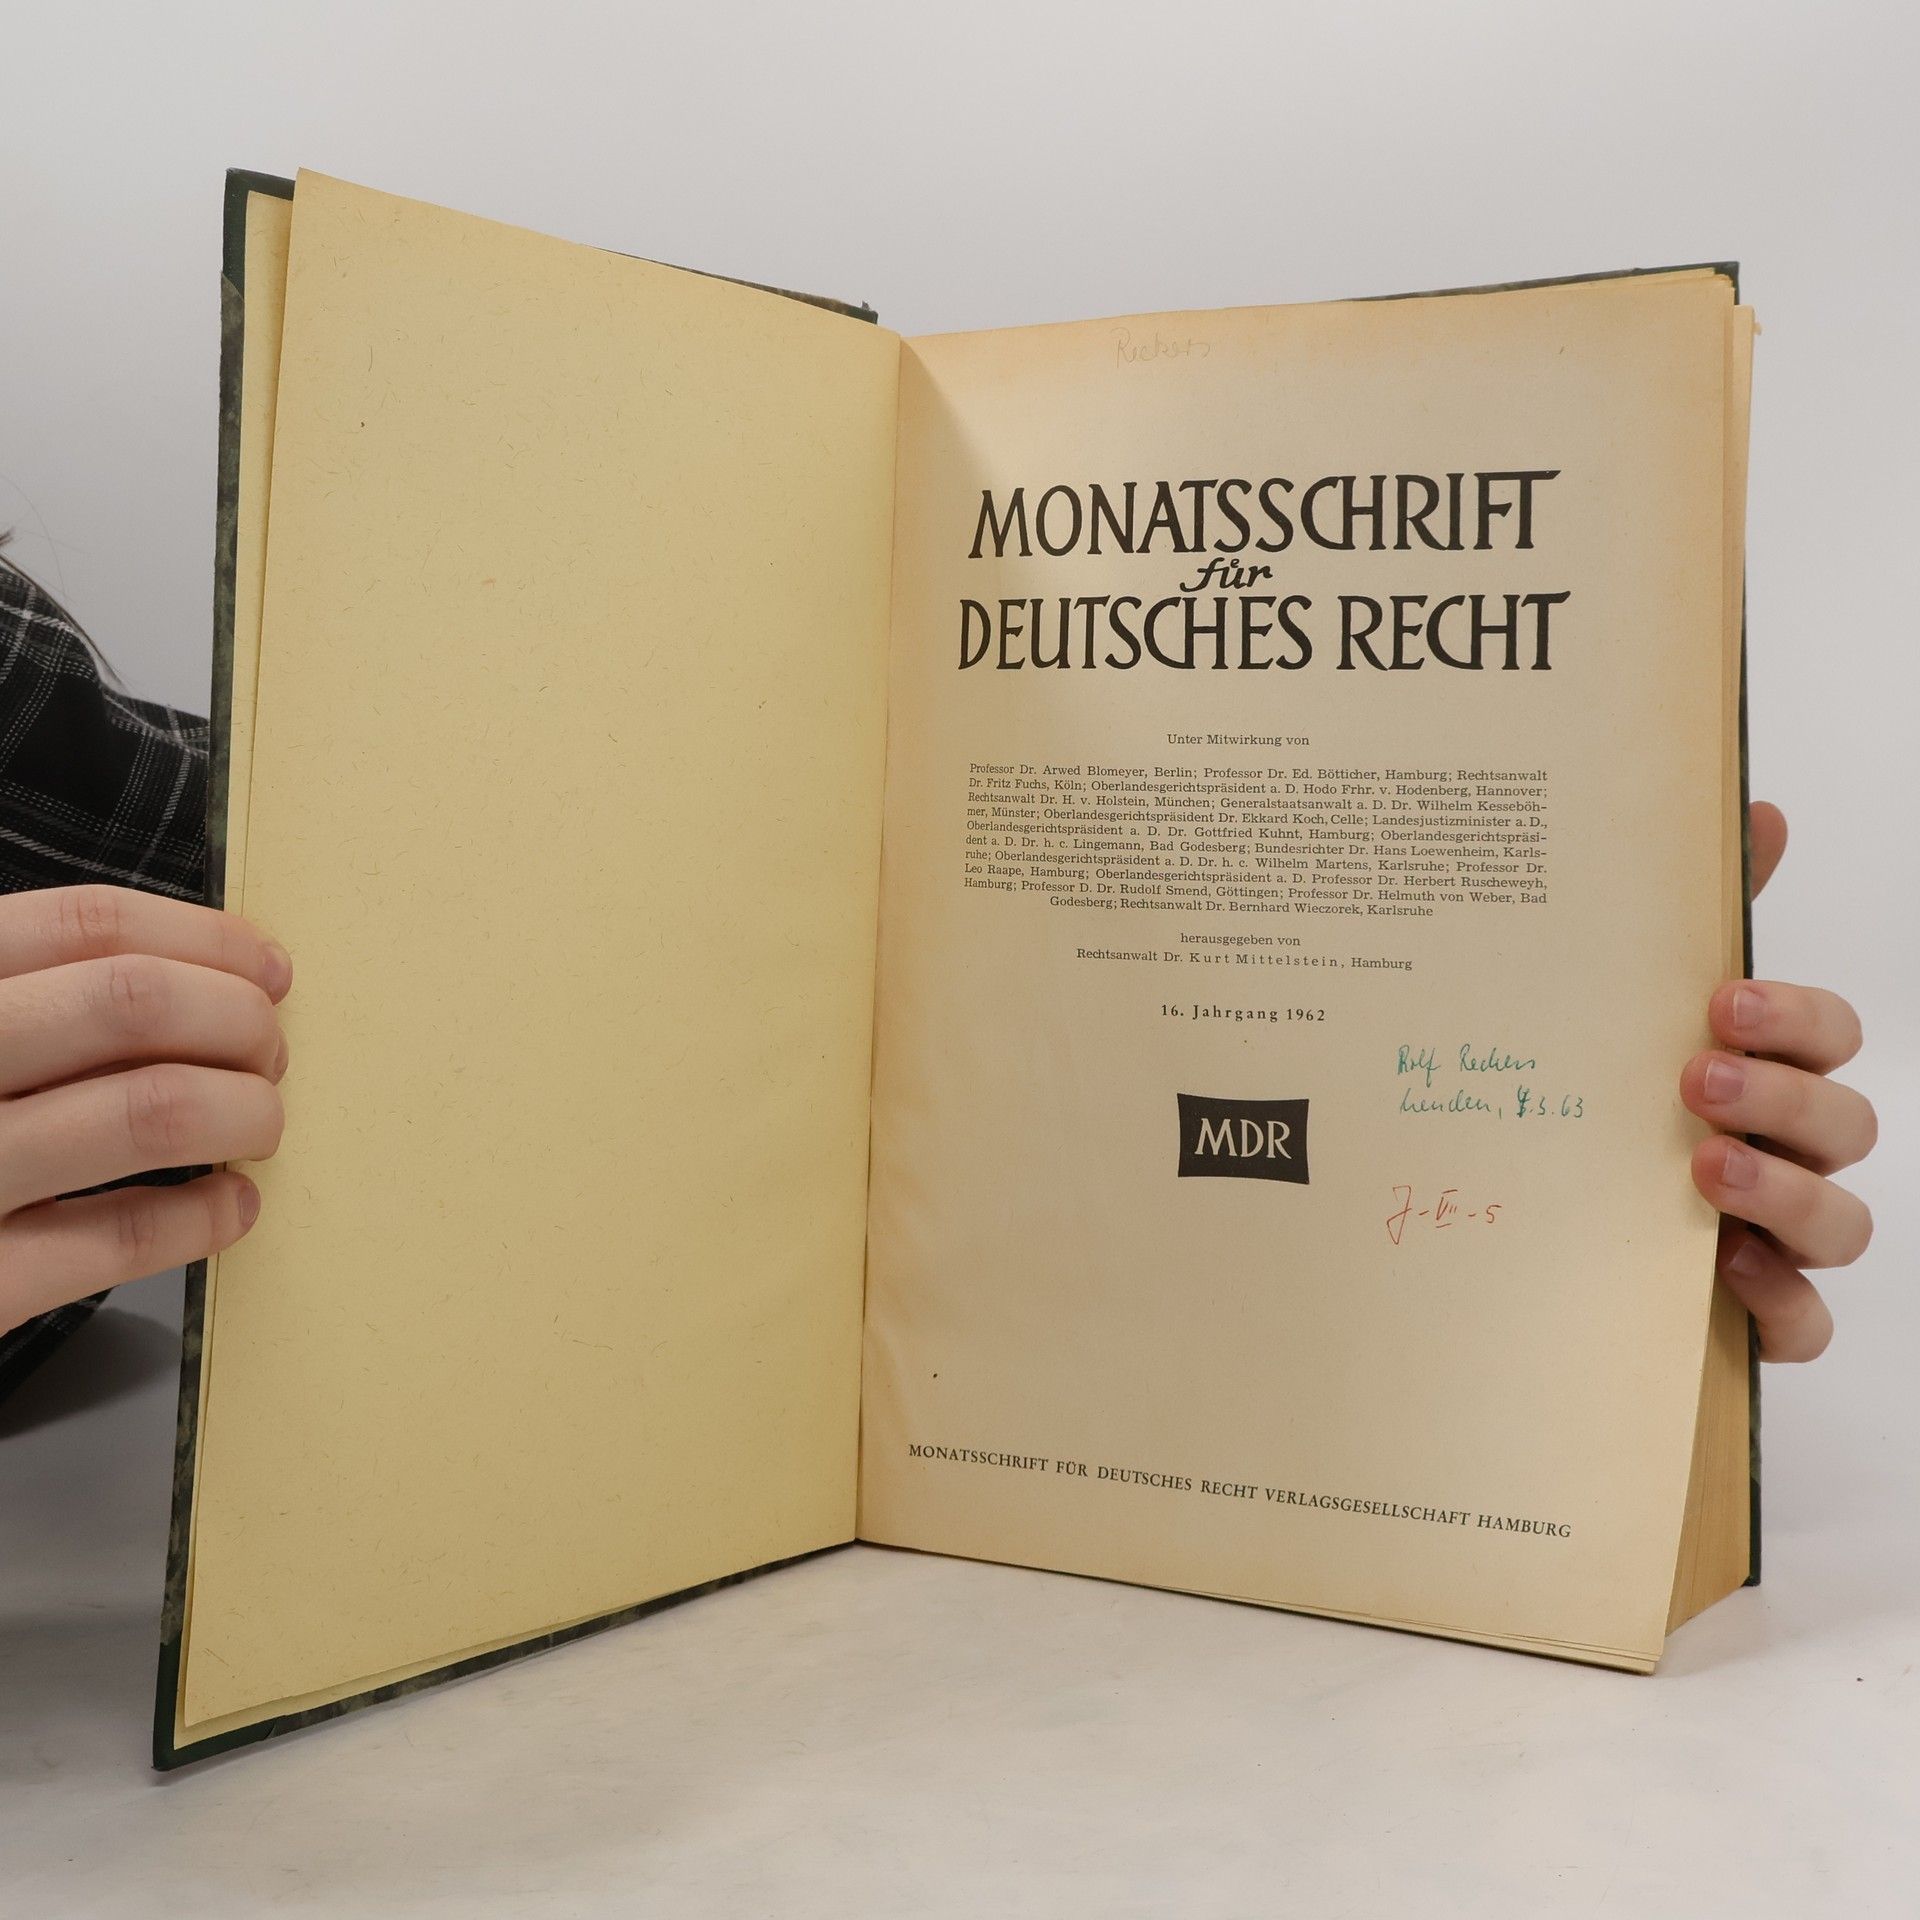 Reckers
MONATSSCHRIFT
für
DEUTSCHES RECHT
Unter Mitwirkung von
Professor Dr. Arwed Blomeyer, Berlin; Professor Dr. Ed. Bötticher, Hamburg; Rechtsanwalt
Dr. Fritz Fuchs, Köln; Oberlandesgerichtspräsident a. D. Hodo Frhr. v. Hodenberg, Hannover;
Rechtsanwalt Dr. H. v. Holstein, München; Generalstaatsanwalt a. D. Dr. Wilhelm Kesseböh-
mer, Münster; Oberlandesgerichtspräsident Dr. Ekkard Koch, Celle; Landesjustizminister a. D.,
Oberlandesgerichtspräsident a. D. Dr. Gottfried Kuhnt, Hamburg; Oberlandesgerichtspräsi-
dent a. D. Dr. h. c. Lingemann, Bad Godesberg; Bundesrichter Dr. Hans Loewenheim, Karls-
ruhe; Oberlandesgerichtspräsident a. D. Dr. h. c. Wilhelm Martens, Karlsruhe; Professor Dr.
Leo Raape, Hamburg; Oberlandesgerichtspräsident a. D. Professor Dr. Herbert Ruscheweyh,
Hamburg; Professor D. Dr. Rudolf Smend, Göttingen; Professor Dr. Helmuth von Weber, Bad
Godesberg; Rechtsanwalt Dr. Bernhard Wieczorek, Karlsruhe
herausgegeben von
Rechtsanwalt Dr. Kurt Mittelstein, Hamburg
16. Jahrgang 1962
Rolf Reckers
MDR
J-VII-5
MONATSSCHRIFT FÜR DEUTSCHES RECHT VERLAGSGESELLSCHAFT HAMBURG